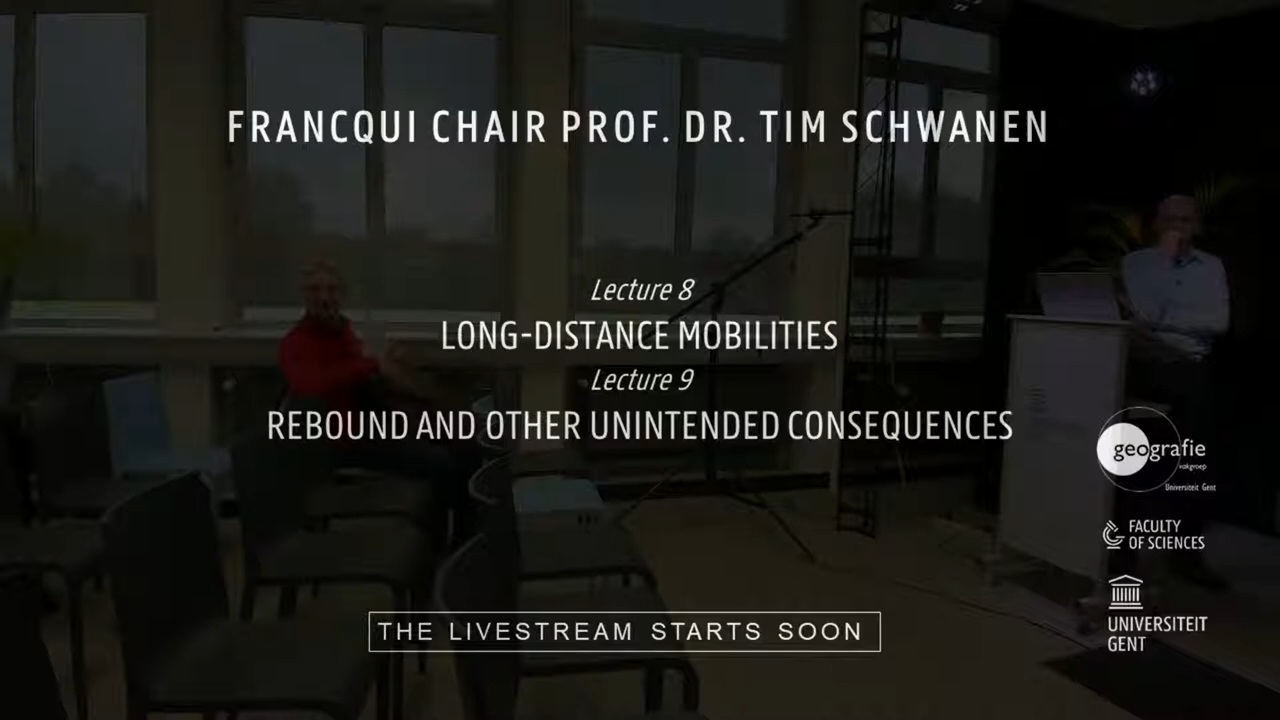 FRANCQUI CHAIR PROF. DR. TIM SCHWANEN
Lecture 8
LONG-DISTANCE MOBILITIES
Lecture 9
REBOUND AND OTHER UNINTENDED CONSEQUENCES
geografie
vakgroep
Universiteit Gent
FACULTY
OF SCIENCES
UNIVERSITEIT
GENT
THE LIVESTREAM STARTS SOON